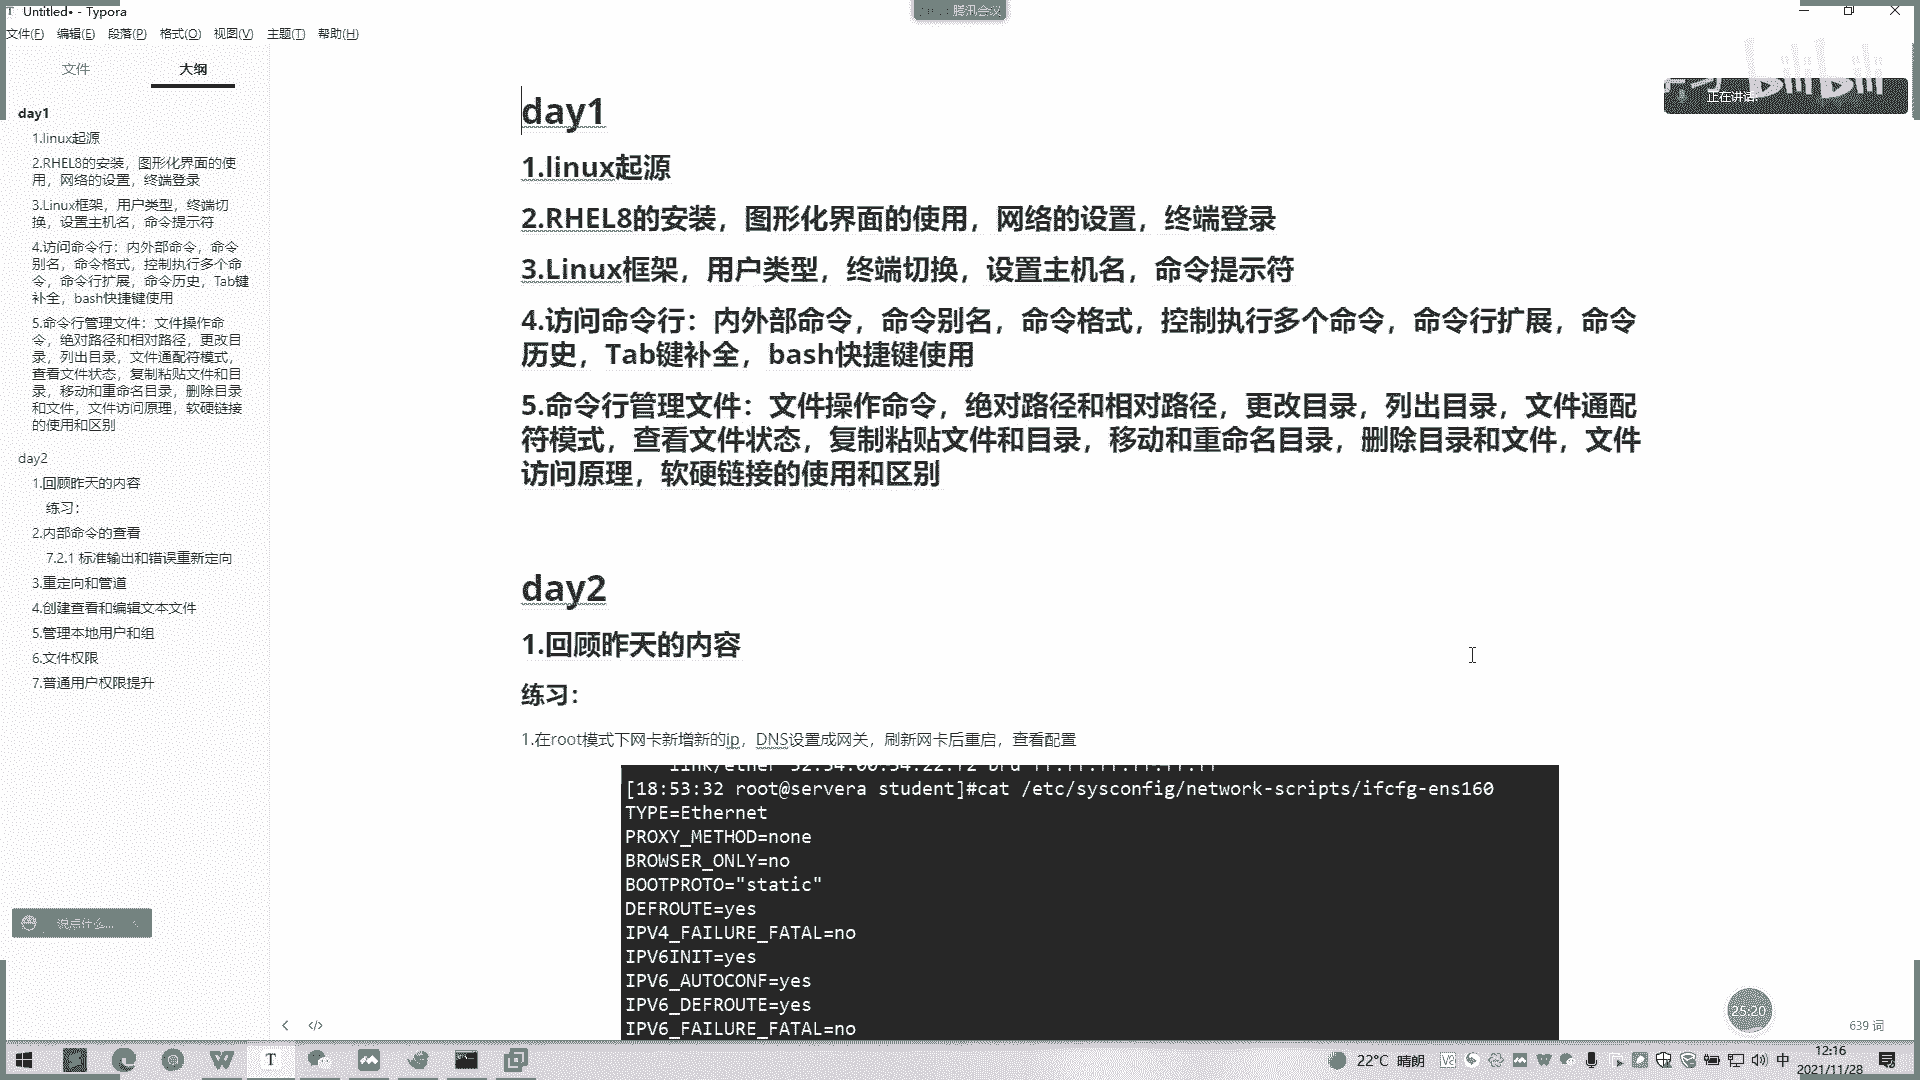 Untitled• - Typora
腾讯会议
文件(F) 编辑(E) 段落(P) 格式(O) 视图(V) 主题(T) 帮助(H)
文件 大纲
bilibili
正在讲话:
day1
1.linux起源
2.RHEL8的安装，图形化界面的使
用，网络的设置，终端登录
3.Linux框架，用户类型，终端切
换，设置主机名，命令提示符
4.访问命令行：内外部命令，命令
别名，命令格式，控制执行多个命
令，命令行扩展，命令历史，Tab键
补全，bash快捷键使用
5.命令行管理文件：文件操作命
令，绝对路径和相对路径，更改目
录，列出目录，文件通配符模式，
查看文件状态，复制粘贴文件和目
录，移动和重命名目录，删除目录
和文件，文件访问原理，软硬链接
的使用和区别
day2
1.回顾昨天的内容
练习：
2.内部命令的查看
7.2.1 标准输出和错误重新定向
3.重定向和管道
4.创建查看和编辑文本文件
5.管理本地用户和组
6.文件权限
7.普通用户权限提升
说点什么...
day1
1.linux起源
2.RHEL8的安装，图形化界面的使用，网络的设置，终端登录
3.Linux框架，用户类型，终端切换，设置主机名，命令提示符
4.访问命令行：内外部命令，命令别名，命令格式，控制执行多个命令，命令行扩展，命令
历史，Tab键补全，bash快捷键使用
5.命令行管理文件：文件操作命令，绝对路径和相对路径，更改目录，列出目录，文件通配
符模式，查看文件状态，复制粘贴文件和目录，移动和重命名目录，删除目录和文件，文件
访问原理，软硬链接的使用和区别
day2
1.回顾昨天的内容
练习：
1.在root模式下网卡新增新的ip，DNS设置成网关，刷新网卡后重启，查看配置
[18:53:32 root@servera student]#cat /etc/sysconfig/network-scripts/ifcfg-ens160
TYPE=Ethernet
PROXY_METHOD=none
BROWSER_ONLY=no
BOOTPROTO="static"
DEFROUTE=yes
IPV4_FAILURE_FATAL=no
IPV6INIT=yes
IPV6_AUTOCONF=yes
IPV6_DEFROUTE=yes
IPV6_FAILURE_FATAL=no
25:20
639 词
22°C 晴朗
中
12:16
2021/11/28